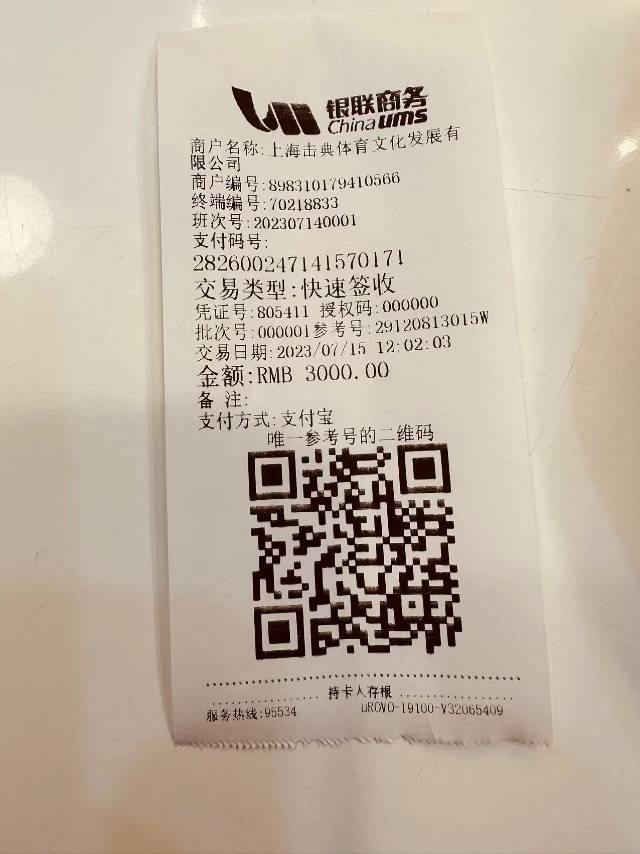 银联商务
China ums
商户名称:上海击典体育文化发展有
限公司
商户编号:898310179410566
终端编号:70218833
班次号:202307140001
支付码号:
282600247141570171
交易类型:快速签收
凭证号:805411 授权码:000000
批次号:000001参考号:29120813015W
交易日期:2023/07/15 12:02:03
金额:RMB 3000.00
备 注:
支付方式:支付宝
唯一参考号的二维码
持卡人存根
服务热线:95534 UROVO-I9100-V32065409